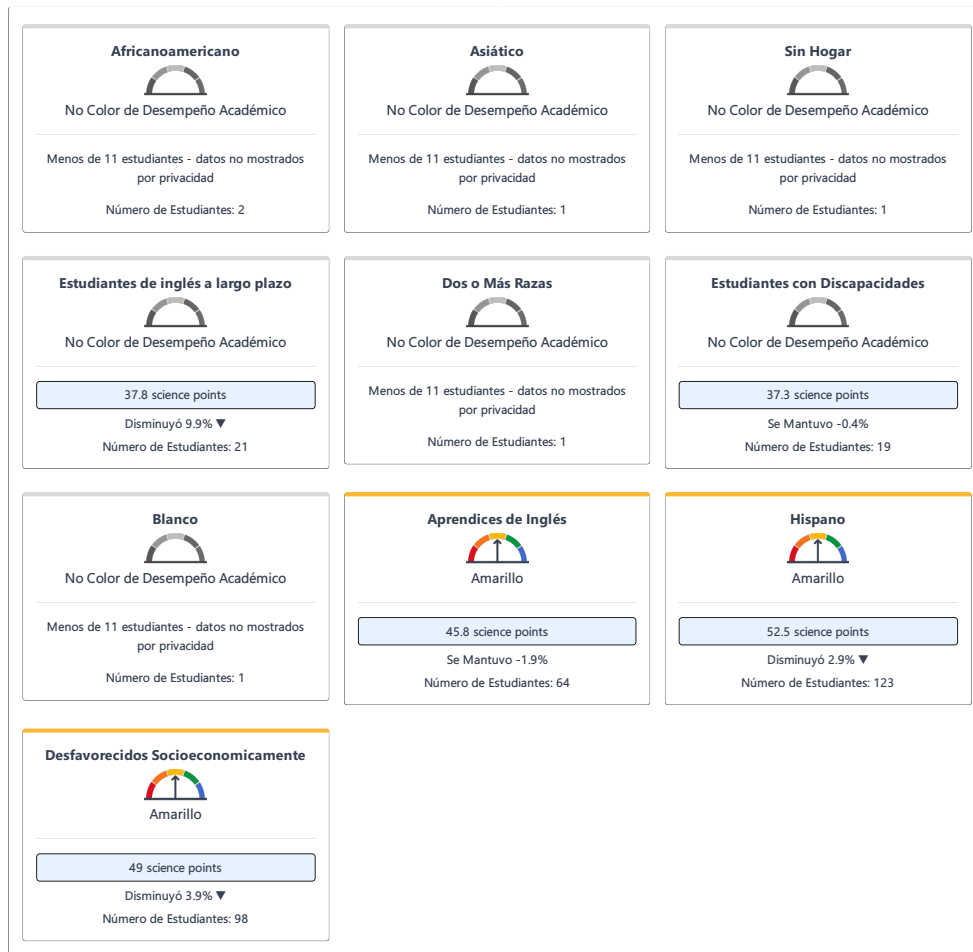 Africanoamericano
No Color de Desempeño Académico
Menos de 11 estudiantes - datos no mostrados
por privacidad
Número de Estudiantes: 2
Asiático
No Color de Desempeño Académico
Menos de 11 estudiantes - datos no mostrados
por privacidad
Número de Estudiantes: 1
Sin Hogar
No Color de Desempeño Académico
Menos de 11 estudiantes - datos no mostrados
por privacidad
Número de Estudiantes: 1
Estudiantes de inglés a largo plazo
No Color de Desempeño Académico
37.8 science points
Disminuyó 9.9% ▼
Número de Estudiantes: 21
Dos o Más Razas
No Color de Desempeño Académico
Menos de 11 estudiantes - datos no mostrados
por privacidad
Número de Estudiantes: 1
Estudiantes con Discapacidades
No Color de Desempeño Académico
37.3 science points
Se Mantuvo -0.4%
Número de Estudiantes: 19
Blanco
No Color de Desempeño Académico
Menos de 11 estudiantes - datos no mostrados
por privacidad
Número de Estudiantes: 1
Aprendices de Inglés
Amarillo
45.8 science points
Se Mantuvo -1.9%
Número de Estudiantes: 64
Hispano
Amarillo
52.5 science points
Disminuyó 2.9% ▼
Número de Estudiantes: 123
Desfavorecidos Socioeconomicamente
Amarillo
49 science points
Disminuyó 3.9% ▼
Número de Estudiantes: 98